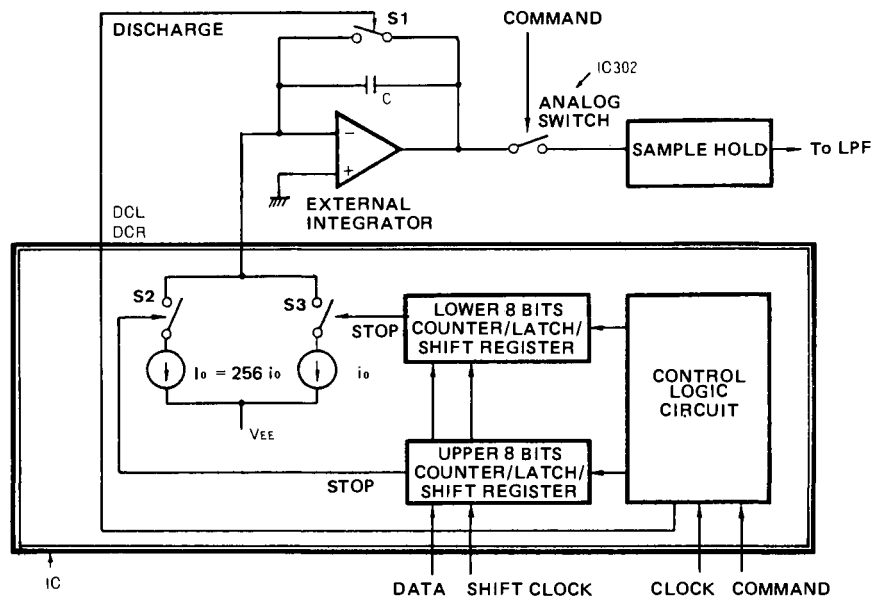 S1
COMMAND
DISCHARGE
IC302
C
ANALOG
SWITCH
−
+
SAMPLE HOLD
To LPF
EXTERNAL
INTEGRATOR
DCL
DCR
S2
S3
STOP
LOWER 8 BITS
COUNTER/LATCH/
SHIFT REGISTER
Io = 256 io
io
CONTROL
LOGIC
CIRCUIT
VEE
STOP
UPPER 8 BITS
COUNTER/LATCH/
SHIFT REGISTER
IC
DATA
SHIFT CLOCK
CLOCK
COMMAND